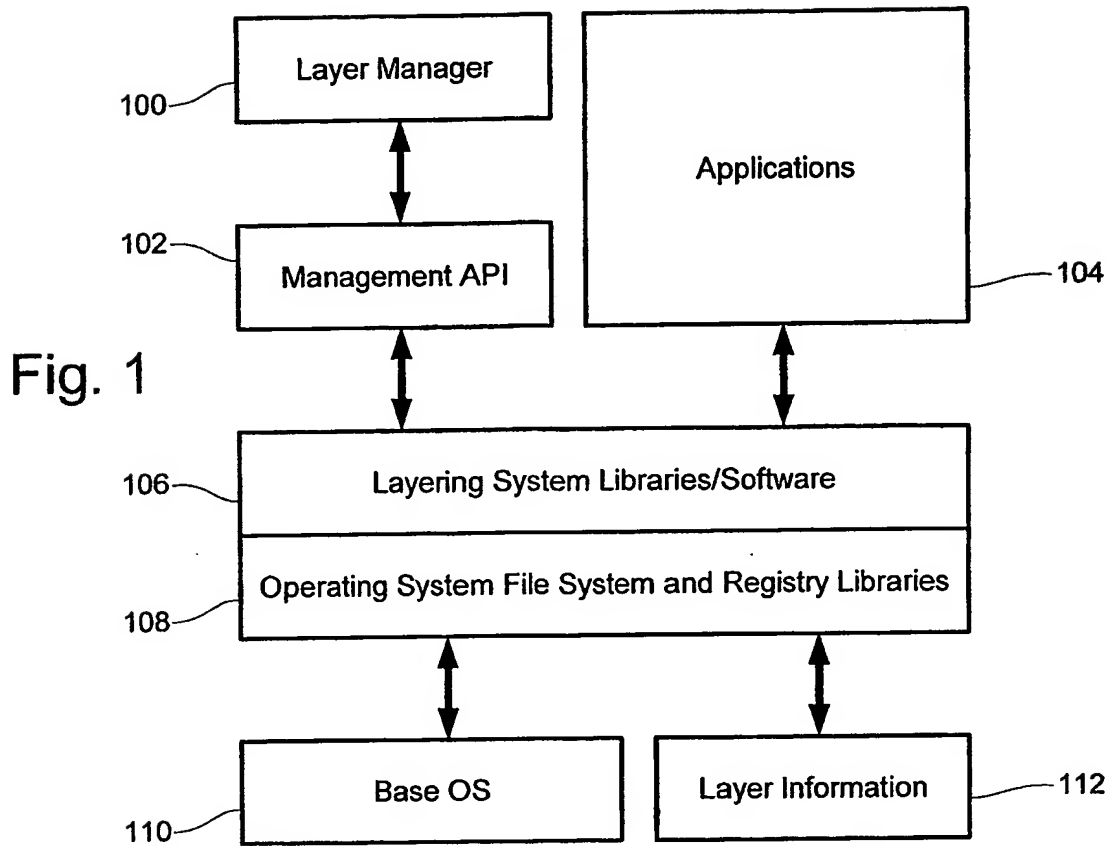 Layer Manager
100
Applications
102
Management API
104
Fig. 1
106
Layering System Libraries/Software
Operating System File System and Registry Libraries
108
Base OS
110
Layer Information
112